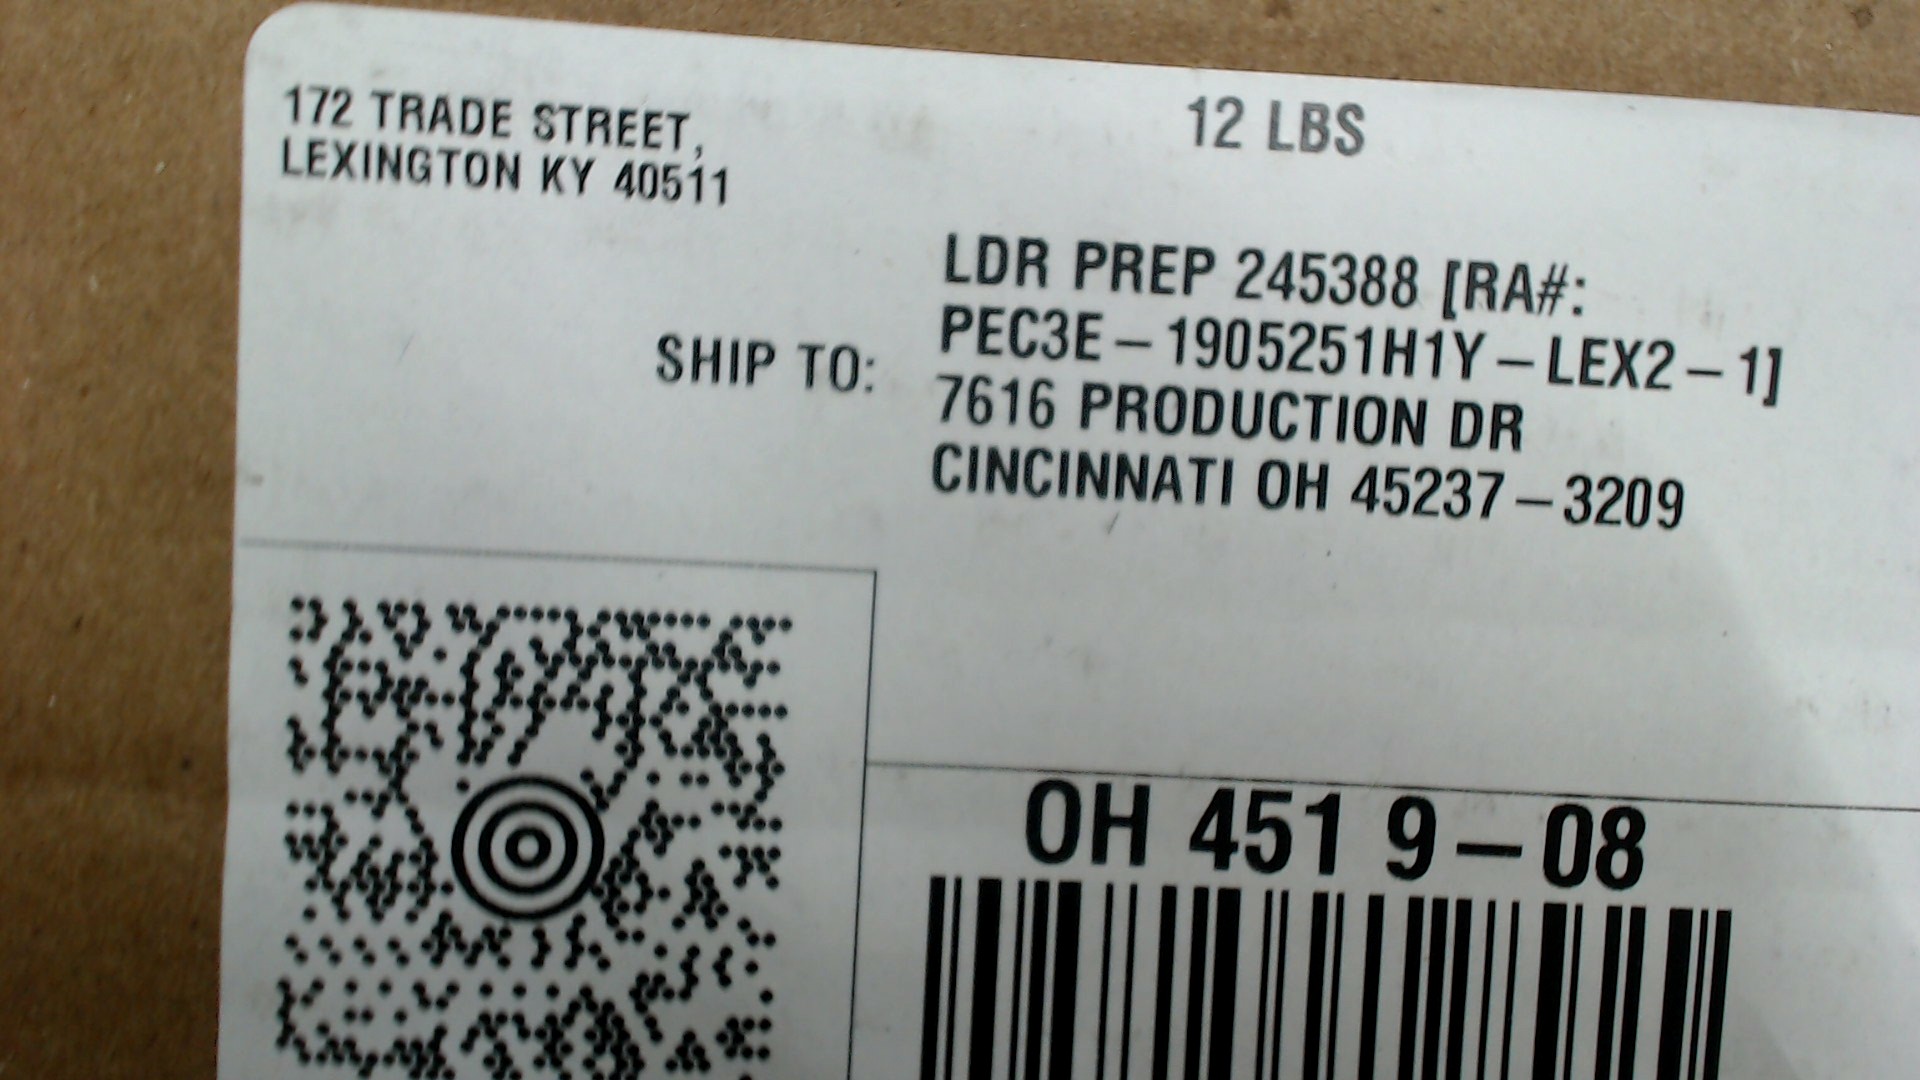 172 TRADE STREET,
LEXINGTON KY 40511
12 LBS
SHIP TO:
LDR PREP 245388 [RA#:
PEC3E-1905251H1Y-LEX2-1]
7616 PRODUCTION DR
CINCINNATI OH 45237-3209
OH 451 9-08